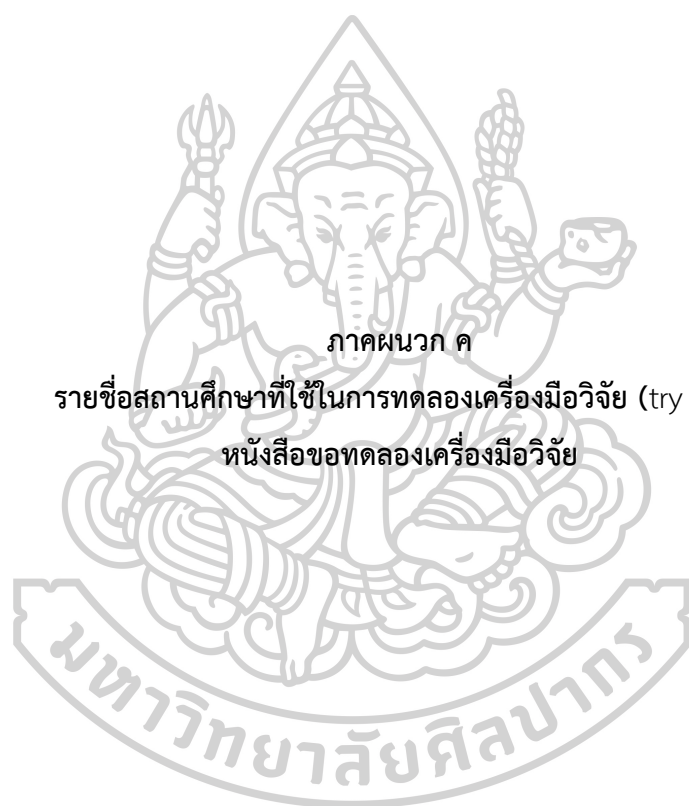 ภาคผนวก ค
รายชื่อสถานศึกษาที่ใช้ในการทดลองเครื่องมือวิจัย (try
หนังสือขอทดลองเครื่องมือวิจัย
มหาวิทยาลัยศิลปากร